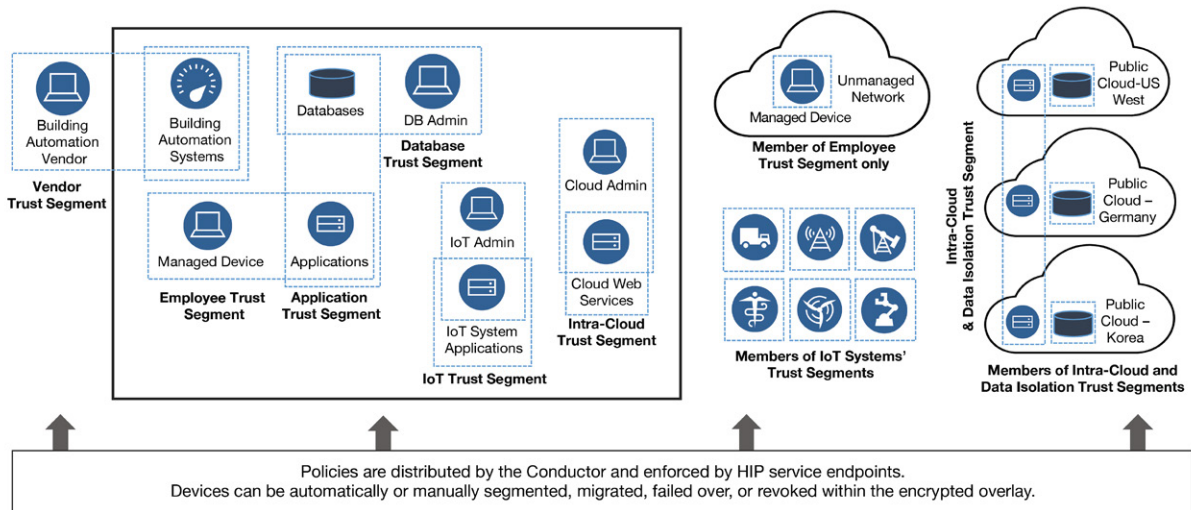 Building
Automation
Vendor
Vendor
Trust Segment
Building
Automation
Systems
Databases
DB Admin
Database
Trust Segment
Managed Device
Applications
Employee Trust
Segment
Application
Trust Segment
IoT Admin
IoT System
Applications
IoT Trust Segment
Cloud Admin
Cloud Web
Services
Intra-Cloud
Trust Segment
Unmanaged
Network
Managed Device
Member of Employee
Trust Segment only
Members of IoT Systems’
Trust Segments
Intra-Cloud
& Data Isolation Trust Segment
Public
Cloud-US
West
Public
Cloud –
Germany
Public
Cloud –
Korea
Members of Intra-Cloud and
Data Isolation Trust Segments
Policies are distributed by the Conductor and enforced by HIP service endpoints.
Devices can be automatically or manually segmented, migrated, failed over, or revoked within the encrypted overlay.